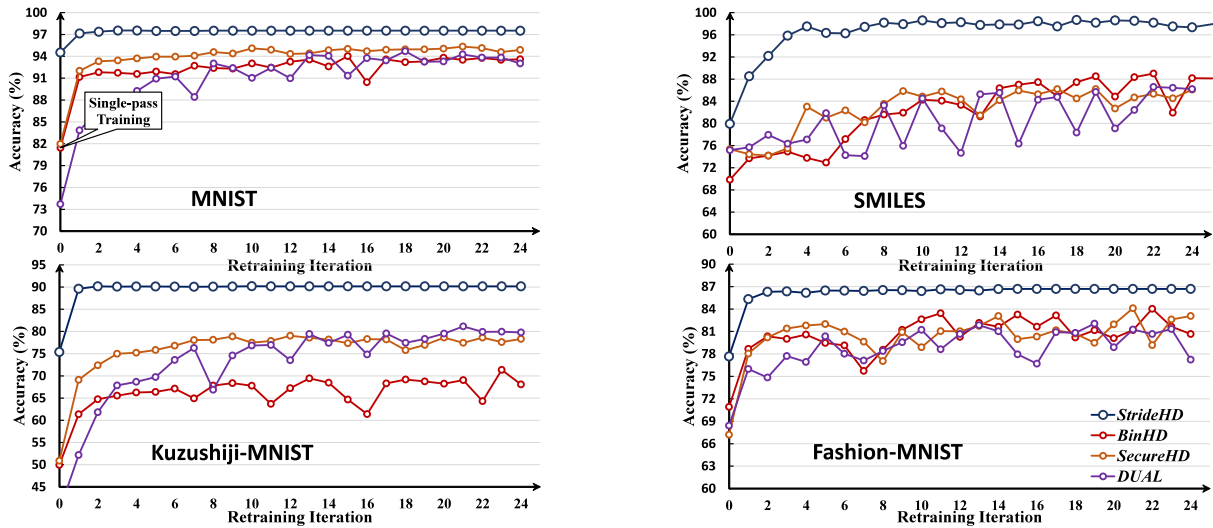 100
97
94
91
88
85
82
79
76
73
70
Accuracy (%)
Single-pass
Training
MNIST
0 2 4 6 8 10 12 14 16 18 20 22 24
Retraining Iteration
100
96
92
88
84
80
76
72
68
64
60
Accuracy (%)
SMILES
0 2 4 6 8 10 12 14 16 18 20 22 24
Retraining Iteration
95
90
85
80
75
70
65
60
55
50
45
Accuracy (%)
Kuzushiji-MNIST
0 2 4 6 8 10 12 14 16 18 20 22 24
Retraining Iteration
90
87
84
81
78
75
72
69
66
63
60
Accuracy (%)
Fashion-MNIST
StrideHD
BinHD
SecureHD
DUAL
0 2 4 6 8 10 12 14 16 18 20 22 24
Retraining Iteration